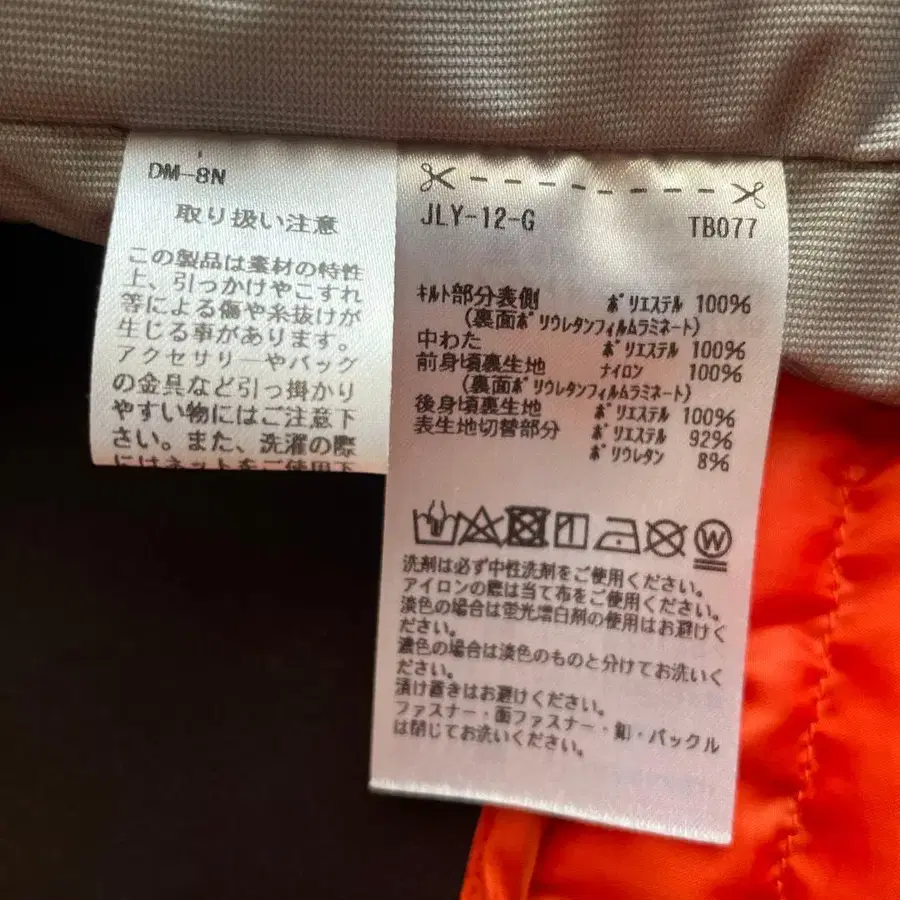 DM-8N
取り扱い注意
この製品は素材の特性
上、引っかけやこすれ
等による傷や糸抜けが
生じる事があります。
アクセサリーやバッグ
の金具など引っ掛かり
やすい物にはご注意下
さい。また、洗濯の際
にはネットをご使用下
JLY-12-G TB077
キルト部分表側 ポリエステル 100%
(裏面ポリウレタンフィルムラミネート)
中わた ポリエステル 100%
前身頃裏生地 ナイロン 100%
(裏面ポリウレタンフィルムラミネート)
後身頃裏生地 ポリエステル 100%
表生地切替部分 ポリエステル 92%
ポリウレタン 8%
W
洗剤は必ず中性洗剤をご使用ください。
アイロンの際は当て布をご使用ください。
淡色の場合は蛍光増白剤の使用はお避けく
ださい。
濃色の場合は淡色のものと分けてお洗いく
ださい。
漬け置きはお避けください。
ファスナー・面ファスナー・釦・バックル
は閉じてお洗いください。